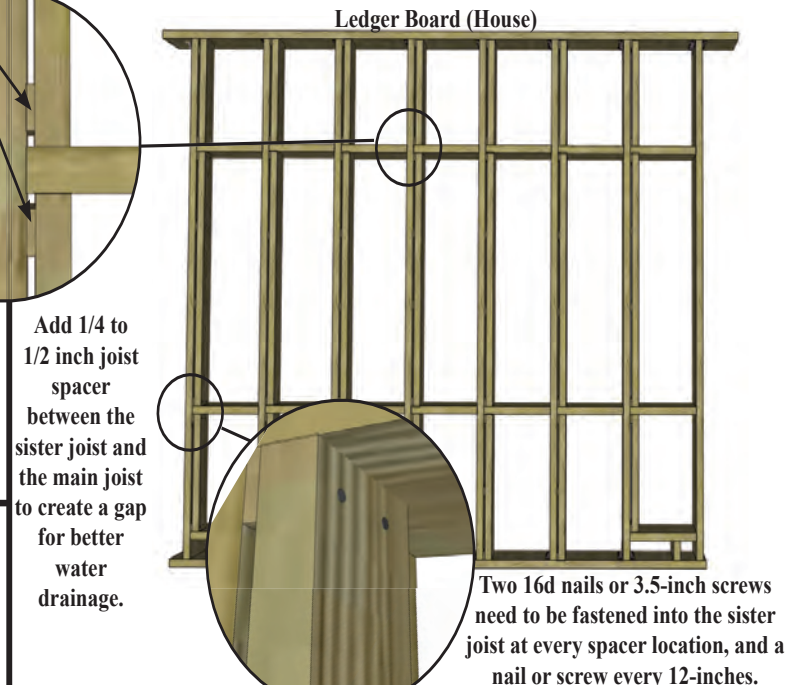 Ledger Board (House)
Add 1/4 to
1/2 inch joist
spacer
between the
sister joist and
the main joist
to create a gap
for better
water
drainage.
Two 16d nails or 3.5-inch screws
need to be fastened into the sister
joist at every spacer location, and a
nail or screw every 12-inches.